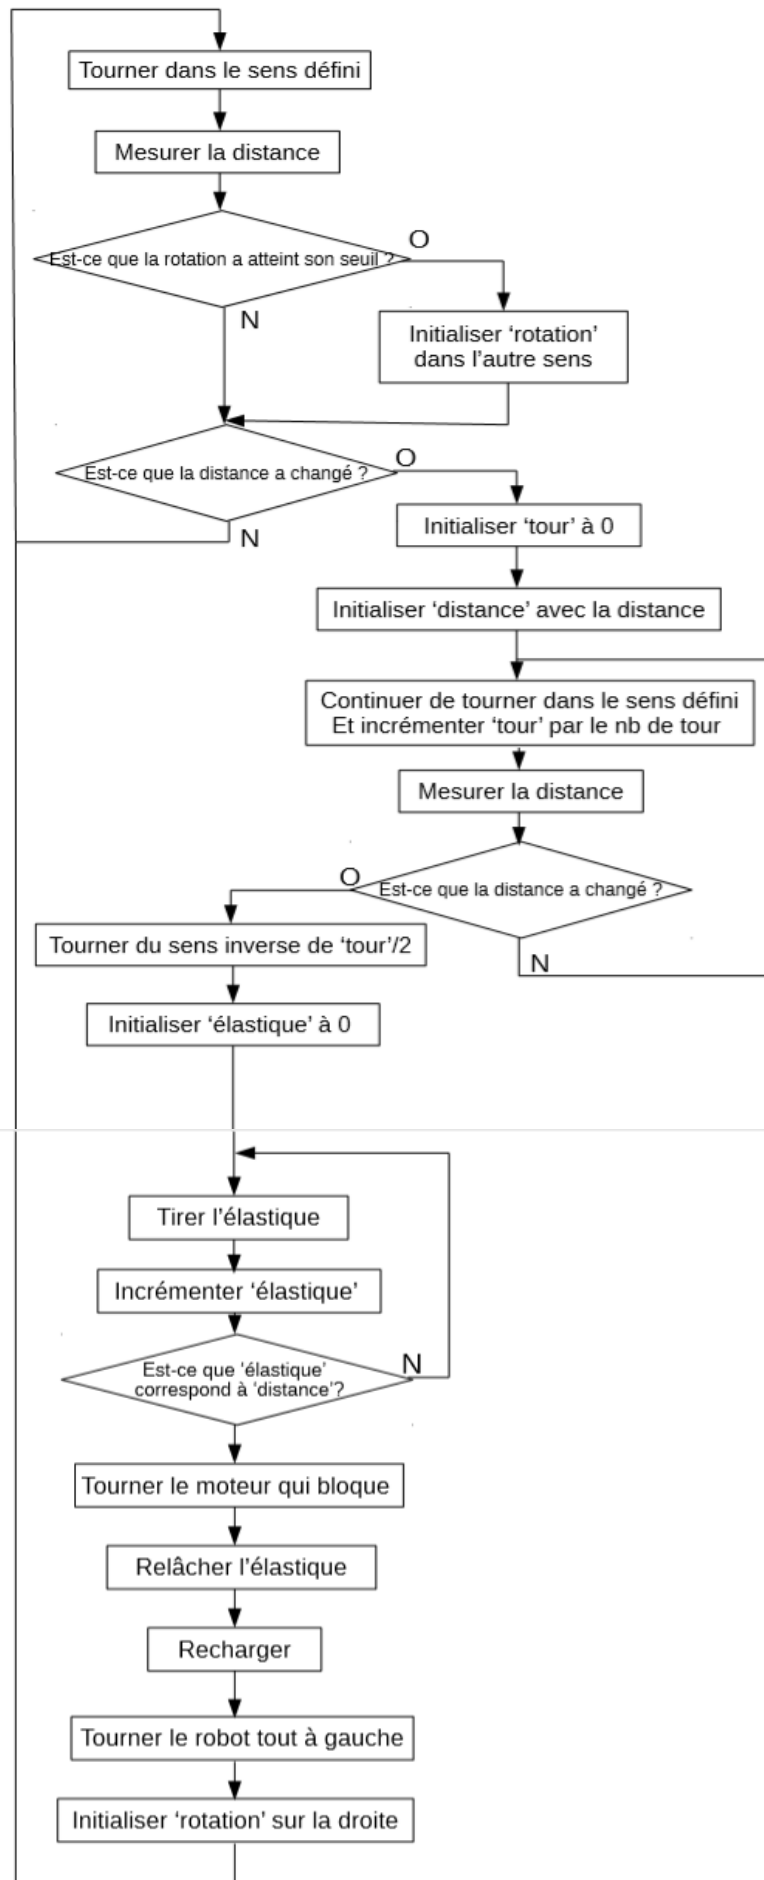 Tourner dans le sens défini
Mesurer la distance
Est-ce que la rotation a atteint son seuil ?
O
N
Initialiser ‘rotation’
dans l’autre sens
Est-ce que la distance a changé ?
O
N
Initialiser ‘tour’ à 0
Initialiser ‘distance’ avec la distance
Continuer de tourner dans le sens défini
Et incrémenter ‘tour’ par le nb de tour
Mesurer la distance
Est-ce que la distance a changé ?
O
N
Tourner du sens inverse de ‘tour’/2
Initialiser ‘élastique’ à 0
Tirer l’élastique
Incrémenter ‘élastique’
Est-ce que ‘élastique’
correspond à ‘distance’?
N
Tourner le moteur qui bloque
Relâcher l’élastique
Recharger
Tourner le robot tout à gauche
Initialiser ‘rotation’ sur la droite